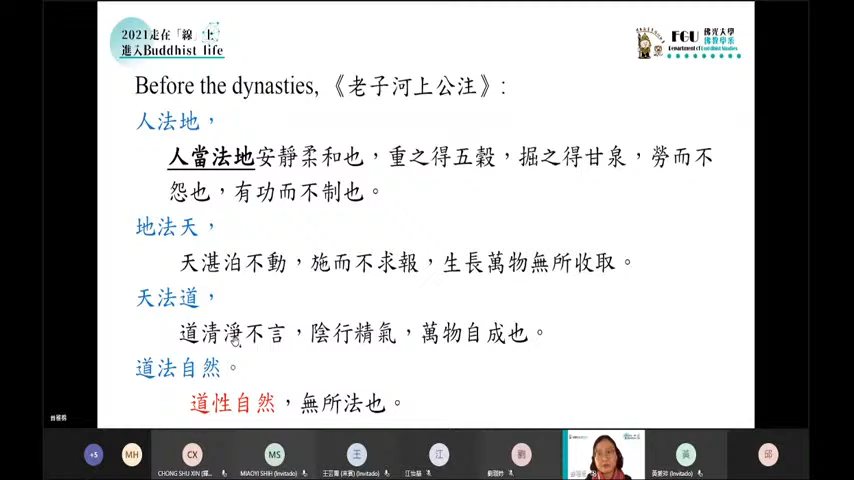 2021走在「線」上
進入Buddhist life
FGU 佛光大學
佛教學系
Department of Buddhist Studies
Before the dynasties,《老子河上公注》:
人法地，
人當法地安靜柔和也，重之得五穀，掘之得甘泉，勞而不
怨也，有功而不制也。
地法天，
天湛泊不動，施而不求報，生長萬物無所收取。
天法道，
道清淨不言，陰行精氣，萬物自成也。
道法自然。
道性自然，無所法也。
+5
MH
CX
CHONG SHU XIN
MS
MIAOYI SHIH (Invitado)
王
(Invitado)
江
劉
黃
(Invitado)
邱